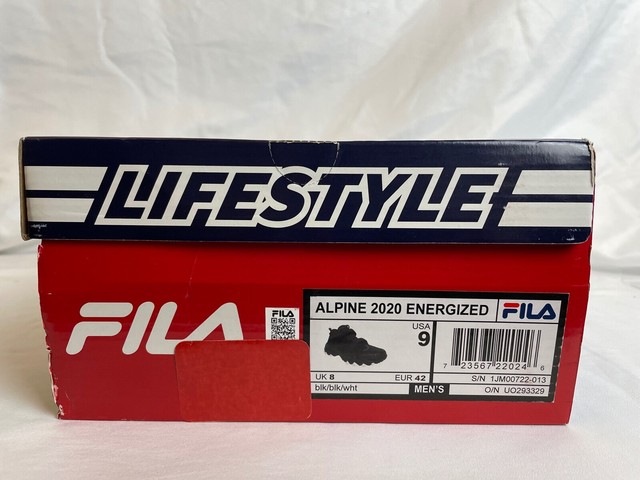 LIFESTYLE
FILA
ALPINE 2020 ENERGIZED
FILA
USA
9
UK 8
EUR 42
blk/blk/wht
MEN'S
7 23567 22024 6
S/N 1JM00722-013
O/N UO293329